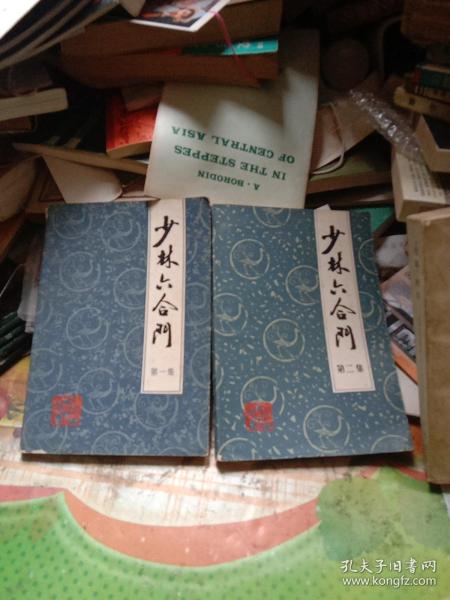 A·BORODIN
IN THE STEPPES
OF CENTRAL ASIA
少林六合門
第一集
少林六合門
第二集
孔夫子旧书网
www.kongfz.com